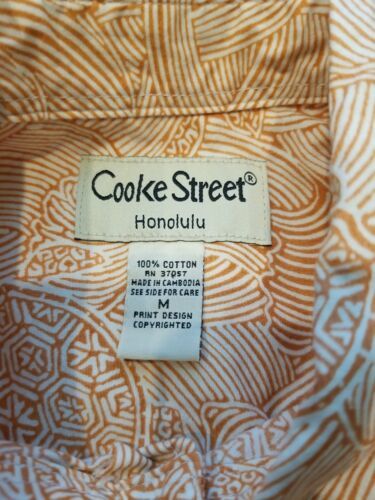 Cooke Street®
Honolulu
100% COTTON
RN 37057
MADE IN CAMBODIA
SEE SIDE FOR CARE
M
PRINT DESIGN
COPYRIGHTED